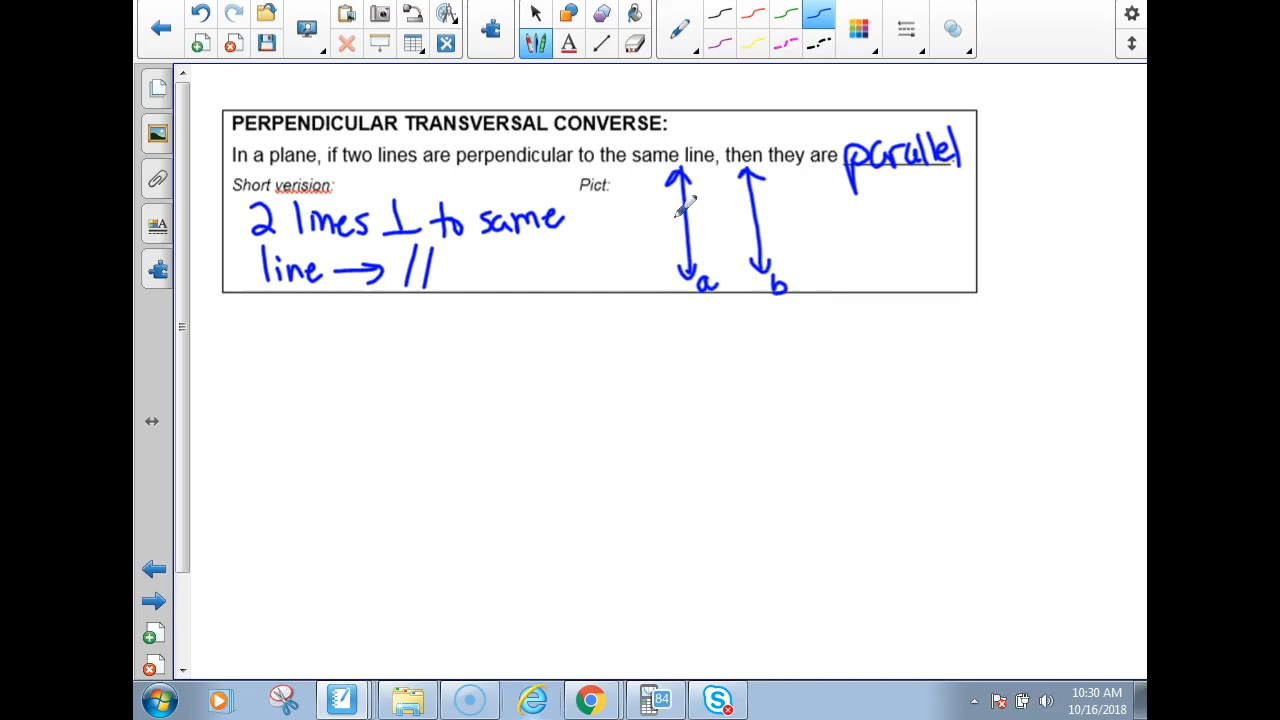 PERPENDICULAR TRANSVERSAL CONVERSE:
In a plane, if two lines are perpendicular to the same line, then they are parallel.
Short verision: Pict:
2 lines ⊥ to same
line → //
a b
84
10:30 AM
10/16/2018